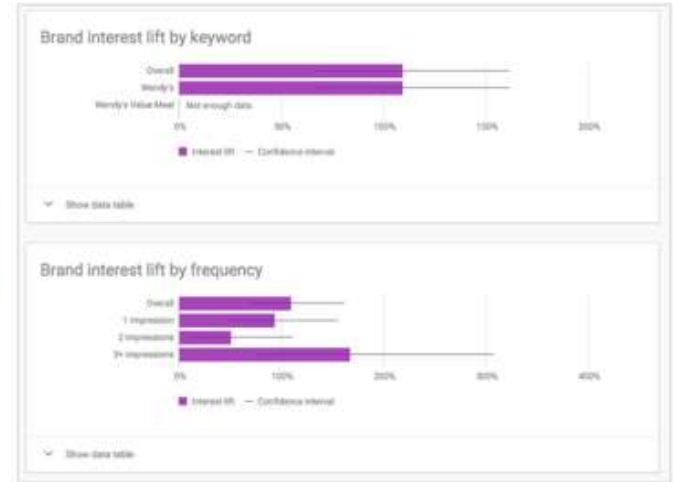 Brand interest lift by keyword
Overall
Wendy's
Wendy's Value Meal Not enough data
0% 50% 100% 150% 200%
Interest lift Confidence interval
Show data table
Brand interest lift by frequency
Overall
1 impression
2 impressions
3+ impressions
0% 100% 200% 300% 400%
Interest lift Confidence interval
Show data table